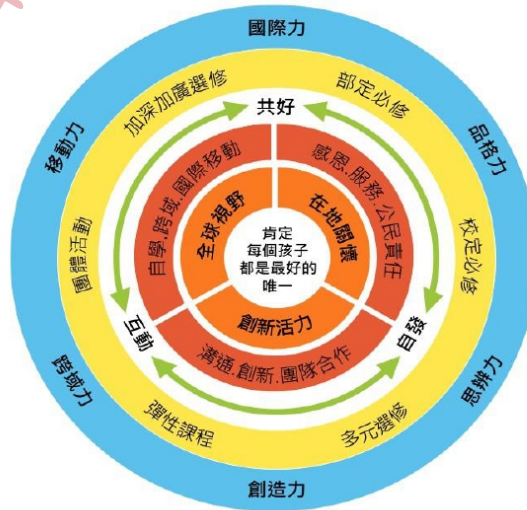 國際力
品格力
思辨力
創造力
跨域力
移動力
加深加廣選修
部定必修
校定必修
多元選修
彈性課程
團體活動
共好
自發
互動
自學.跨域.國際移動
感恩.服務.公民責任
溝通.創新.團隊合作
全球視野
在地關懷
創新活力
肯定
每個孩子
都是最好的
唯一